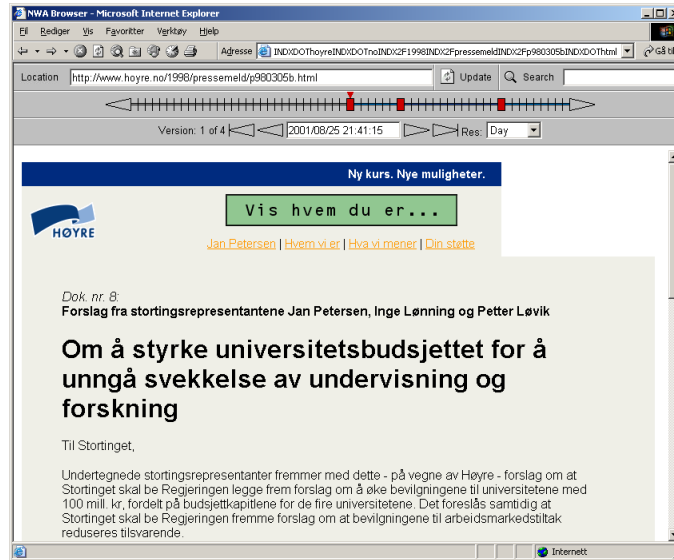 NWA Browser - Microsoft Internet Explorer
Fil Rediger Vis Favoritter Verktøy Hjelp
Adresse INDXDOThoyreINDXDOTnoINDX2F1998INDX2FpressemeldINDX2Fp980305bINDXDOThtml Gå til
Location http://www.hoyre.no/1998/pressemeld/p980305b.html Update Search
Version: 1 of 4 2001/08/25 21:41:15 Res: Day
Ny kurs. Nye muligheter.
Vis hvem du er...
HØYRE
Jan Petersen | Hvem vi er | Hva vi mener | Din støtte
Dok. nr. 8:
Forslag fra stortingsrepresentantene Jan Petersen, Inge Lønning og Petter Løvik
Om å styrke universitetsbudsjettet for å
unngå svekkelse av undervisning og
forskning
Til Stortinget,
Undertegnede stortingsrepresentanter fremmer med dette - på vegne av Høyre - forslag om at
Stortinget skal be Regjeringen legge frem forslag om å øke bevilgningene til universitetene med
100 mill. kr, fordelt på budsjettkapitlene for de fire universitetene. Det foreslås samtidig at
Stortinget skal be Regjeringen fremme forslag om at bevilgningene til arbeidsmarkedstiltak
reduseres tilsvarende.
Internett